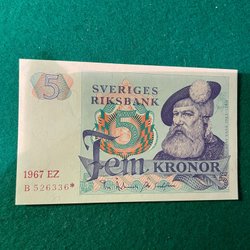 5
SVERIGES
RIKSBANK
5
Fem KRONOR
1967 EZ
B 526336*